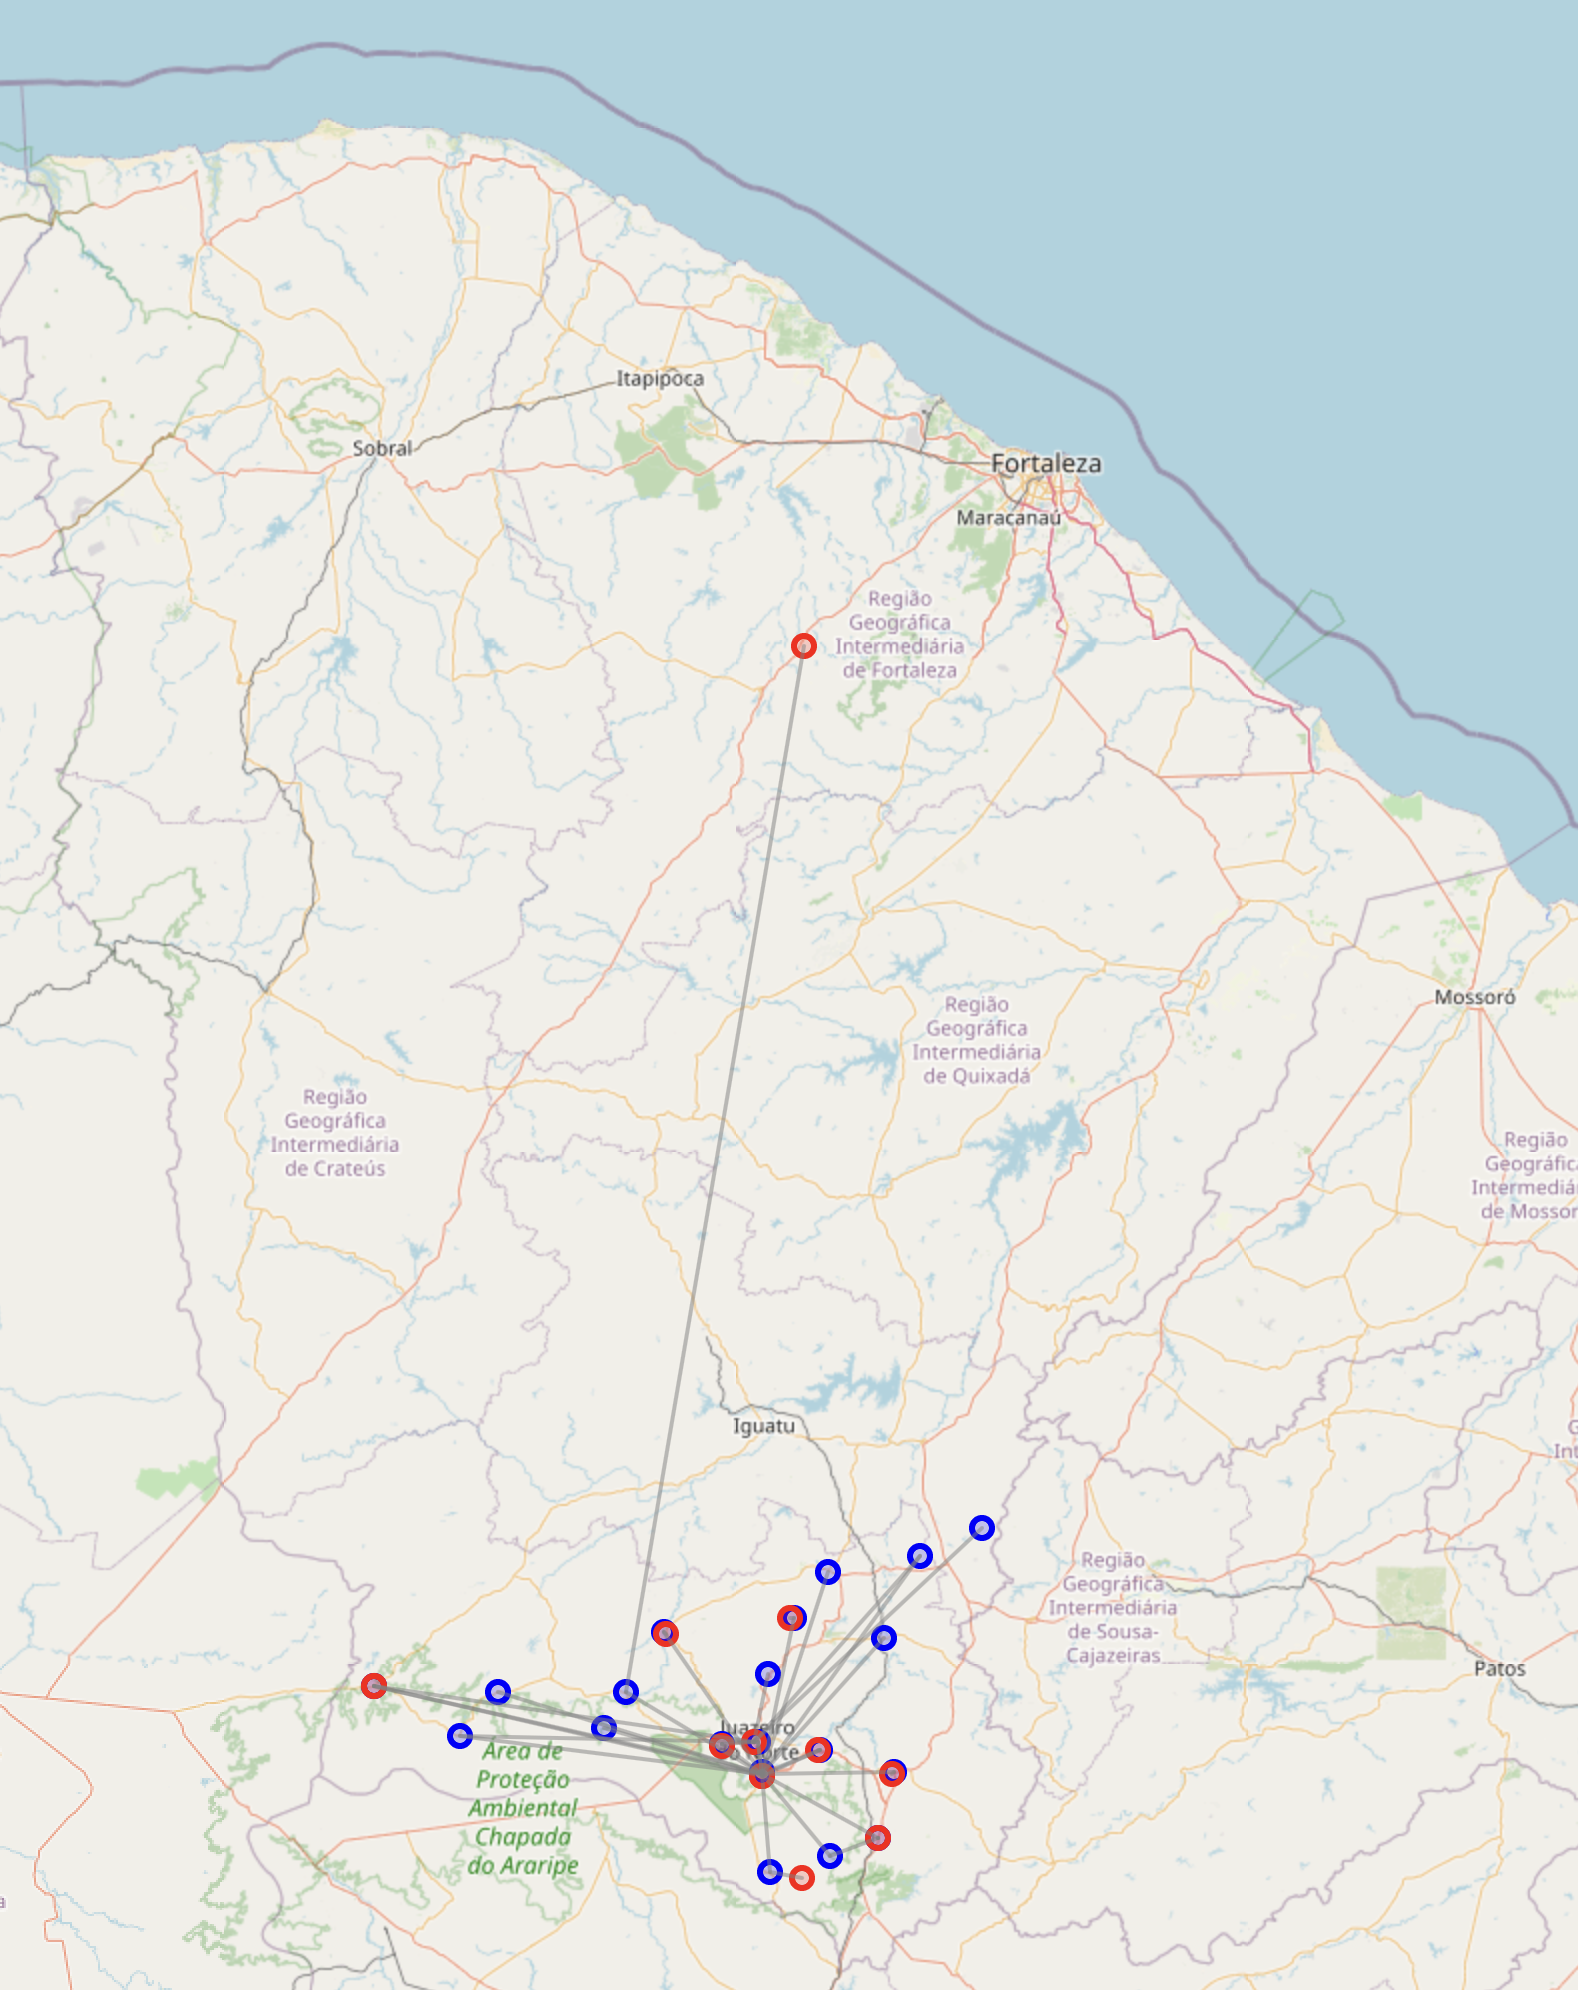 Itapipoca
Sobral
Fortaleza
Maracanaú
Região
Geográfica
Intermediária
de Fortaleza
Mossoró
Região
Geográfica
Intermediária
de Quixadá
Região
Geográfica
Intermediária
de Crateús
Região
Geográfic
Intermediá
de Mossor
Iguatu
G
Int
Região
Geográfica
Intermediária
de Sousa-
Cajazeiras
Patos
Juazeiro
Norte
Área de
Proteção
Ambiental
Chapada
do Araripe
a